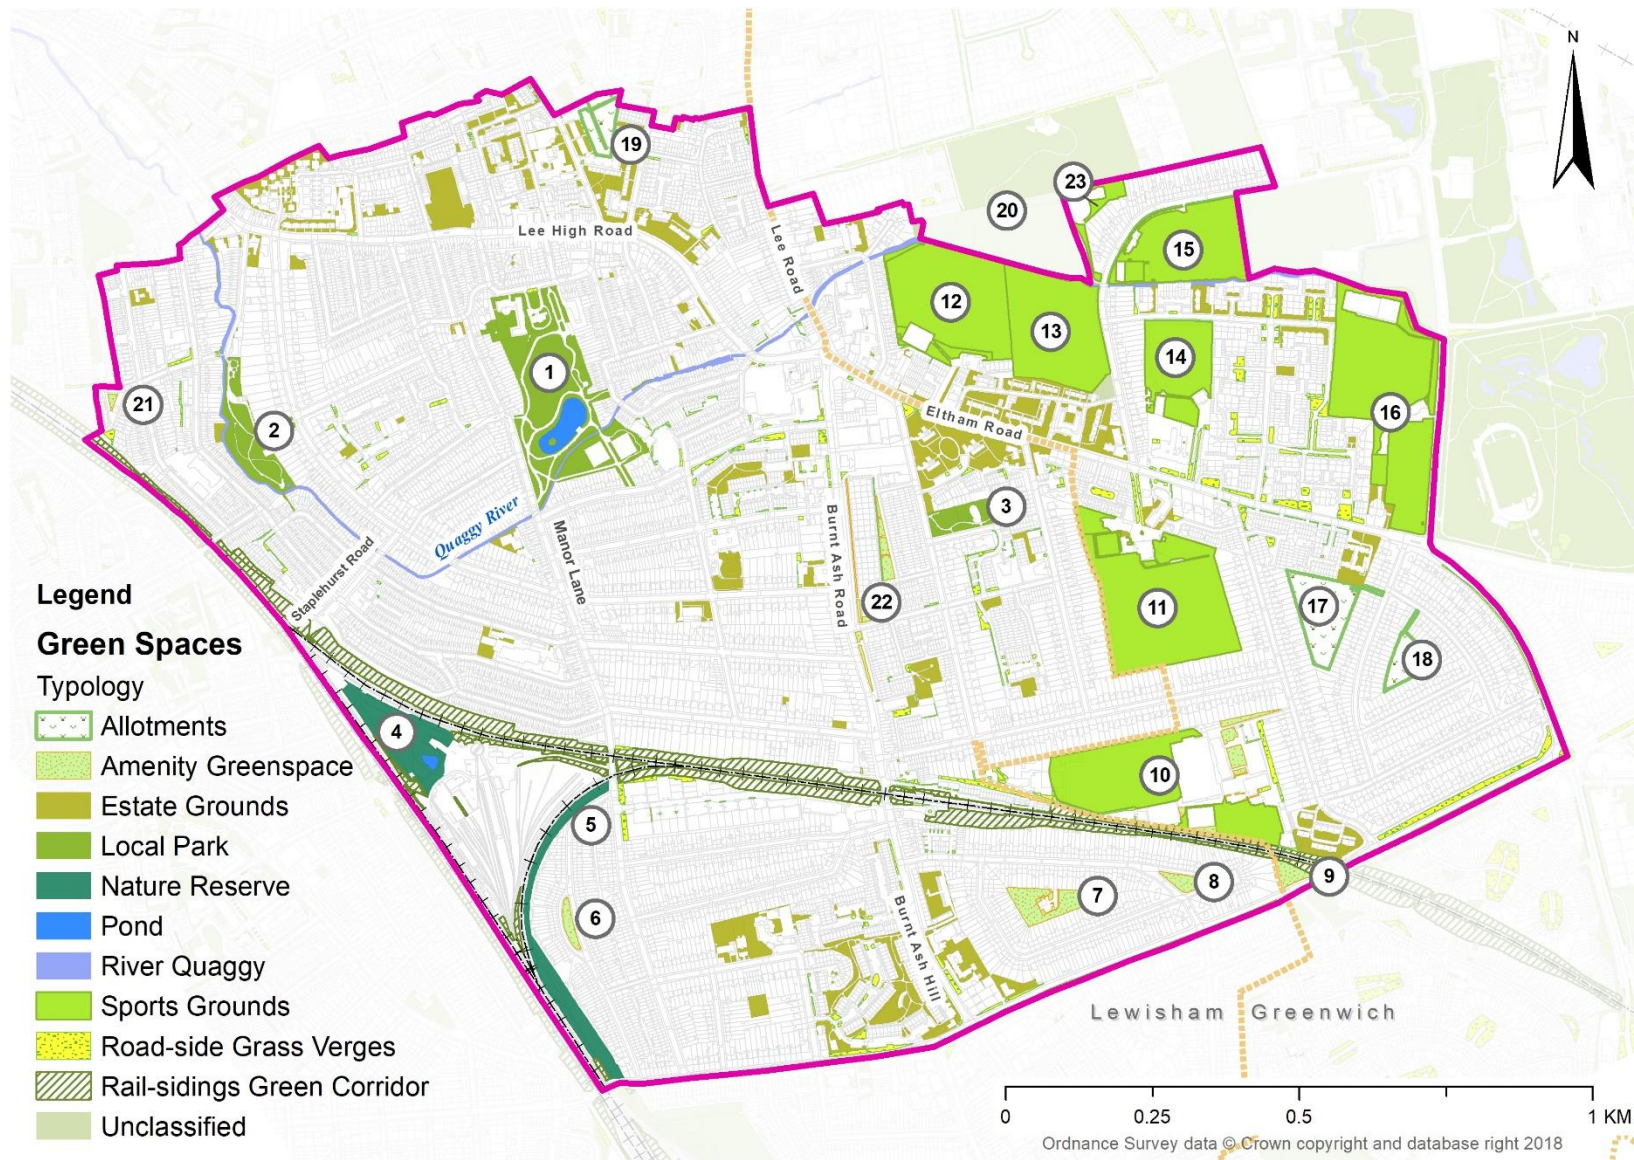 N
19
23
20
Lee High Road
Lee Road
15
12
13
14
1
21
2
16
Eltham Road
3
Quaggy River
Manor Lane
Burnt Ash Road
Staplehurst Road
22
11
17
18
4
10
5
6
7
8
9
Burnt Ash Hill
Lewisham Greenwich
Legend
Green Spaces
Typology
Allotments
Amenity Greenspace
Estate Grounds
Local Park
Nature Reserve
Pond
River Quaggy
Sports Grounds
Road-side Grass Verges
Rail-sidings Green Corridor
Unclassified
0 0.25 0.5 1 KM
Ordnance Survey data © Crown copyright and database right 2018